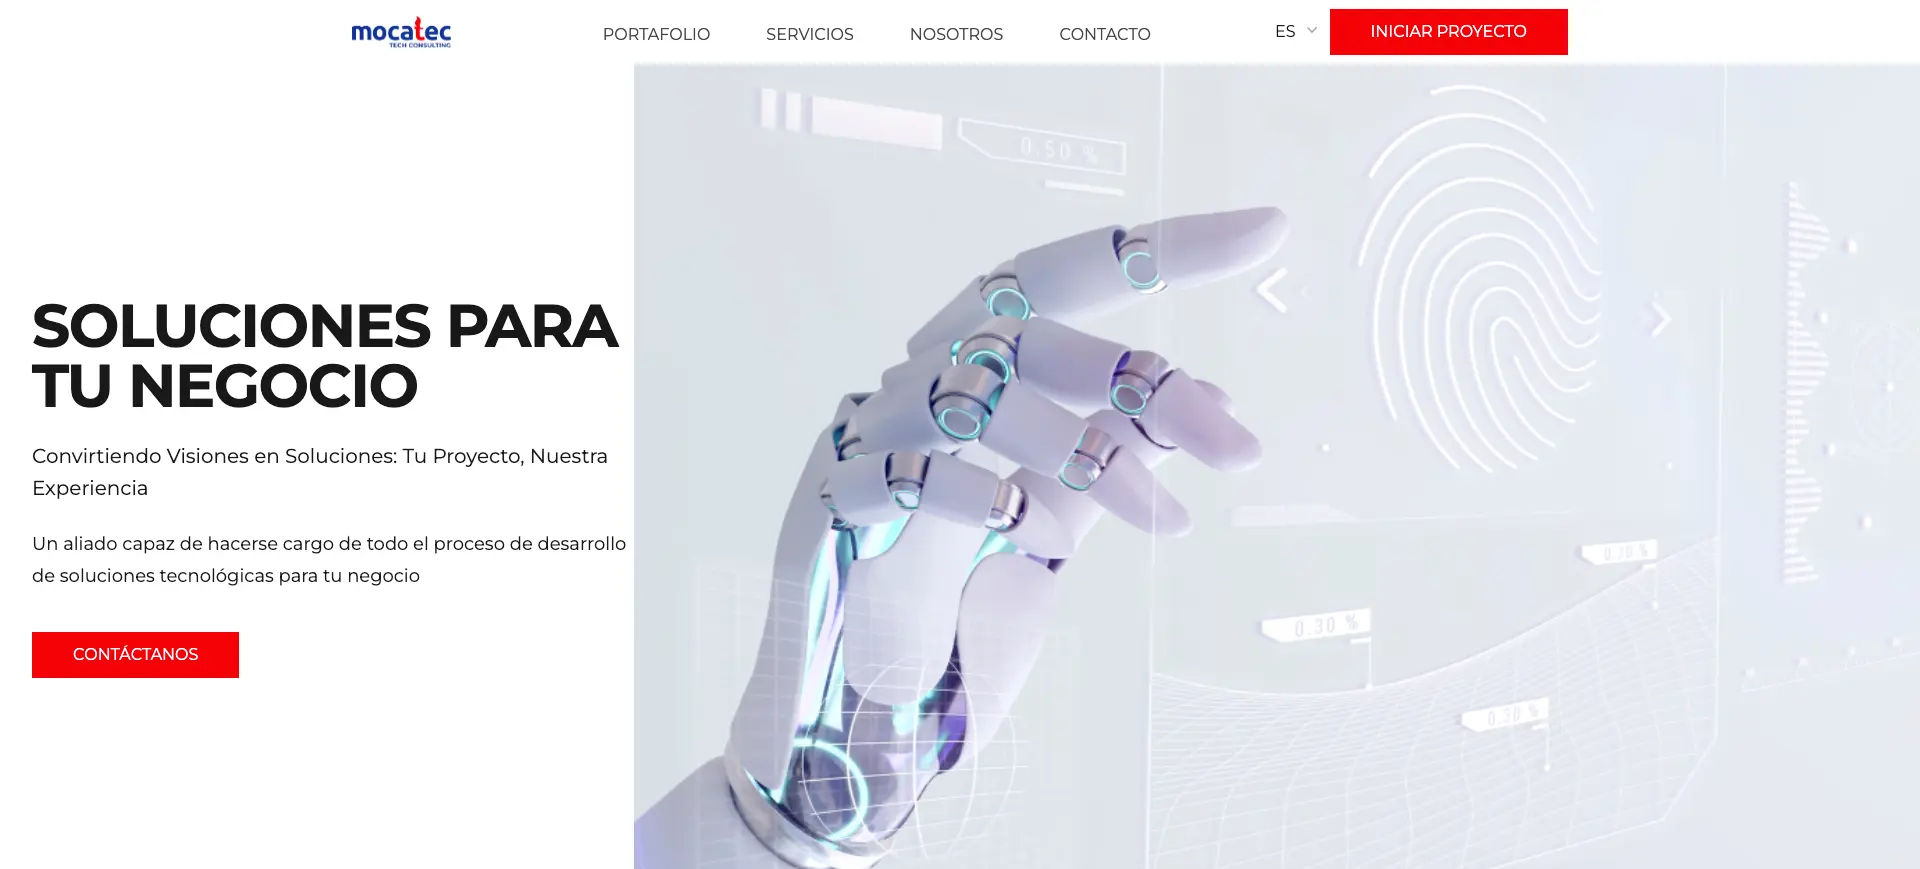 mocatec
TECH CONSULTING
PORTAFOLIO
SERVICIOS
NOSOTROS
CONTACTO
ES
INICIAR PROYECTO
0.50 %
SOLUCIONES PARA
TU NEGOCIO
Convirtiendo Visiones en Soluciones: Tu Proyecto, Nuestra
Experiencia
Un aliado capaz de hacerse cargo de todo el proceso de desarrollo
de soluciones tecnológicas para tu negocio
CONTÁCTANOS
0.30 %
0.30 %
0.30 %